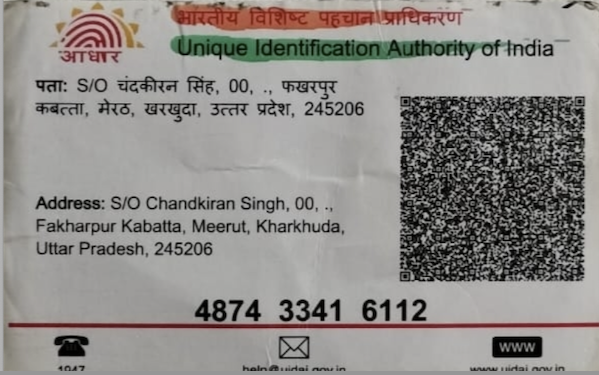 भारतीय विशिष्ट पहचान प्राधिकरण
आधार
Unique Identification Authority of India
पता: S/O चंदकीरन सिंह, 00, ., फखरपुर
कबत्ता, मेरठ, खरखुदा, उत्तर प्रदेश, 245206
Address: S/O Chandkiran Singh, 00, .,
Fakharpur Kabatta, Meerut, Kharkhuda,
Uttar Pradesh, 245206
4874 3341 6112
WWW
1947
help@uidai.gov.in
www.uidai.gov.in